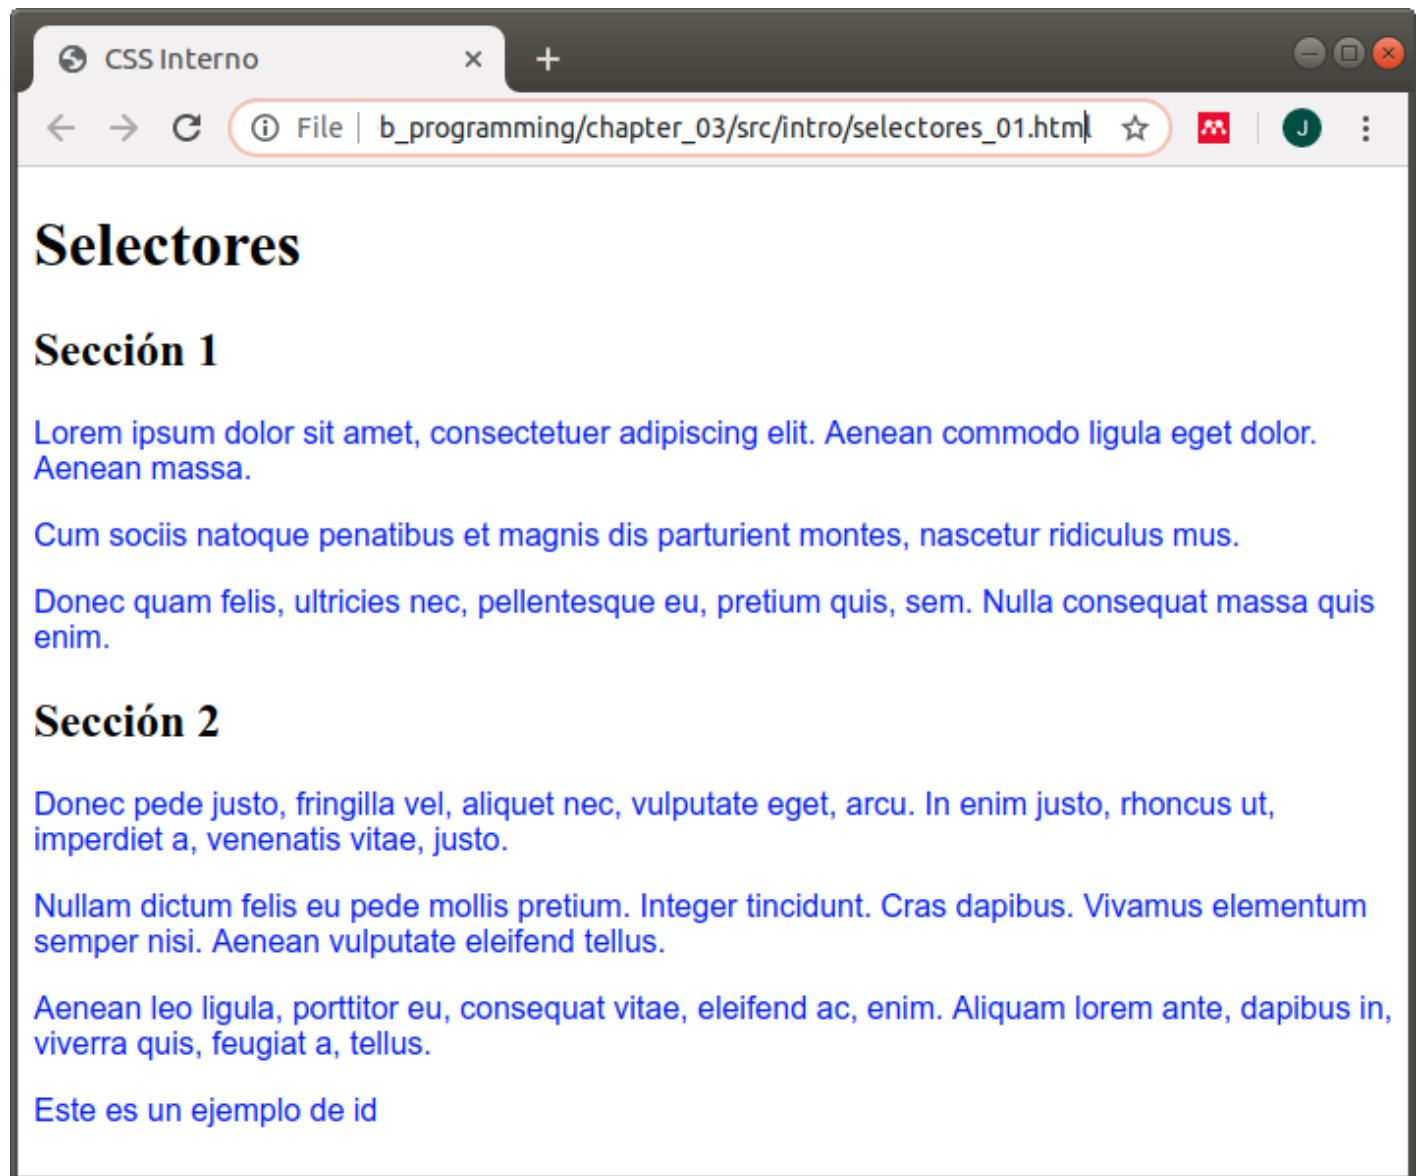 CSS Interno
File b_programming/chapter_03/src/intro/selectores_01.html
J
Selectores
Sección 1
Lorem ipsum dolor sit amet, consectetuer adipiscing elit. Aenean commodo ligula eget dolor.
Aenean massa.
Cum sociis natoque penatibus et magnis dis parturient montes, nascetur ridiculus mus.
Donec quam felis, ultricies nec, pellentesque eu, pretium quis, sem. Nulla consequat massa quis
enim.
Sección 2
Donec pede justo, fringilla vel, aliquet nec, vulputate eget, arcu. In enim justo, rhoncus ut,
imperdiet a, venenatis vitae, justo.
Nullam dictum felis eu pede mollis pretium. Integer tincidunt. Cras dapibus. Vivamus elementum
semper nisi. Aenean vulputate eleifend tellus.
Aenean leo ligula, porttitor eu, consequat vitae, eleifend ac, enim. Aliquam lorem ante, dapibus in,
viverra quis, feugiat a, tellus.
Este es un ejemplo de id